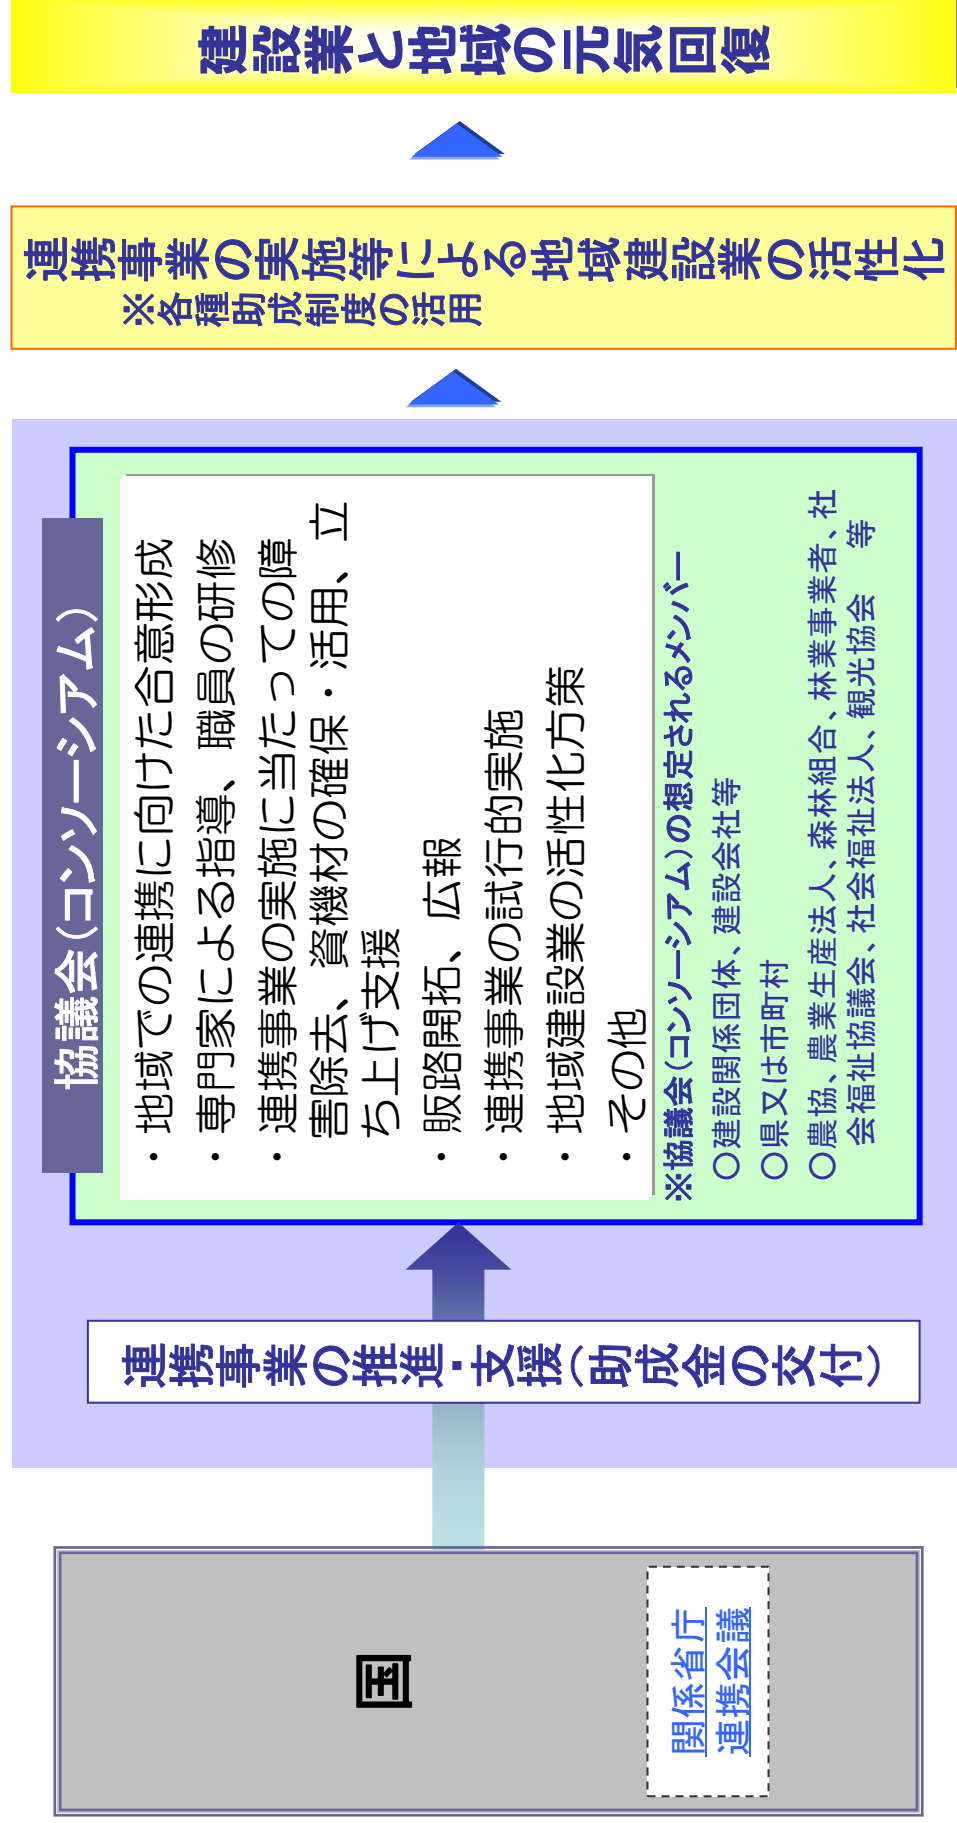 国
関係省庁
連携会議
連携事業の推進・支援（助成金の交付）
協議会（コンソーシアム）
・地域での連携に向けた合意形成
・専門家による指導、職員の研修
・連携事業の実施に当たっての障
害除去、資機材の確保・活用、立
ち上げ支援
・販路開拓、広報
・連携事業の試行的実施
・地域建設業の活性化方策
・その他
※協議会（コンソーシアム）の想定されるメンバー
○建設関係団体、建設会社等
○県又は市町村
○農協、農業生産法人、森林組合、林業事業者、社
会福祉協議会、社会福祉法人、観光協会　等
連携事業の実施等による地域建設業の活性化
※各種助成制度の活用
建設業と地域の元気回復